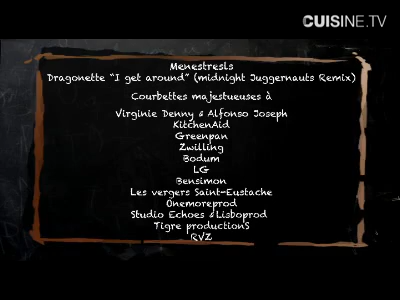 CUISINE.TV
Menestresls
Dragonette "I get around" (midnight Juggernauts Remix)
Courbettes majestueuses à
Virginie Denny & Alfonso Joseph
KitchenAid
Greenpan
Zwilling
Bodum
LG
Bensimon
Les vergers Saint-Eustache
Onemoreprod
Studio Echoes & Lisboprod
Tigre productionS
RVZ